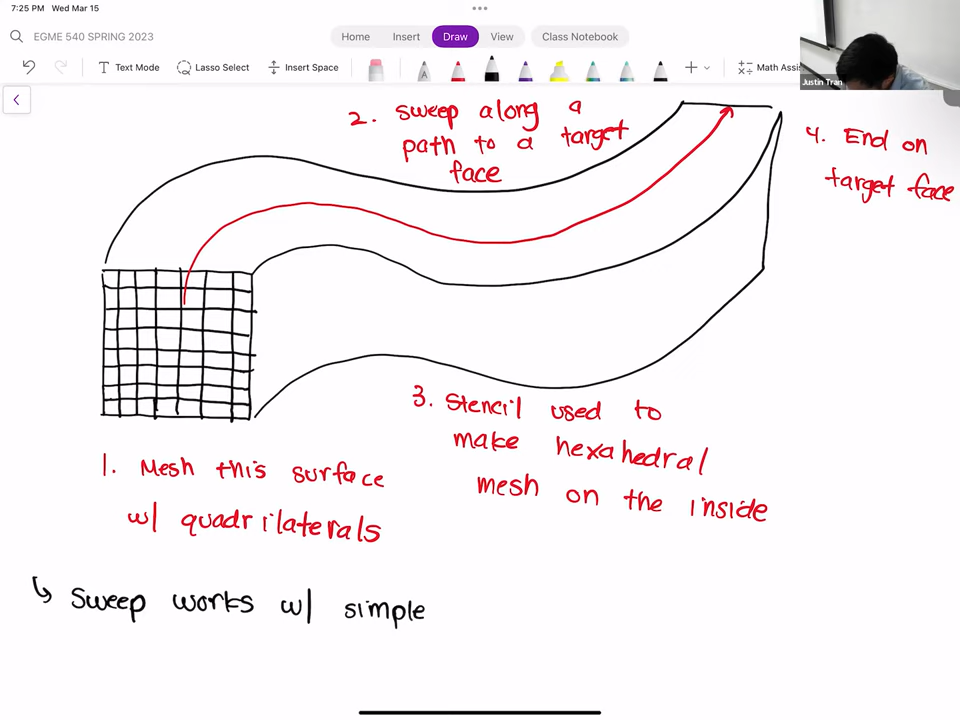 7:25 PM Wed Mar 15
EGME 540 SPRING 2023
Home Insert Draw View Class Notebook
Text Mode Lasso Select Insert Space Math Assis
Justin Tran
2. Sweep along a
path to a target
face
4. End on
target face
3. Stencil used to
make hexahedral
mesh on the inside
1. Mesh this surface
w/ quadrilaterals
↳ Sweep works w/ simple